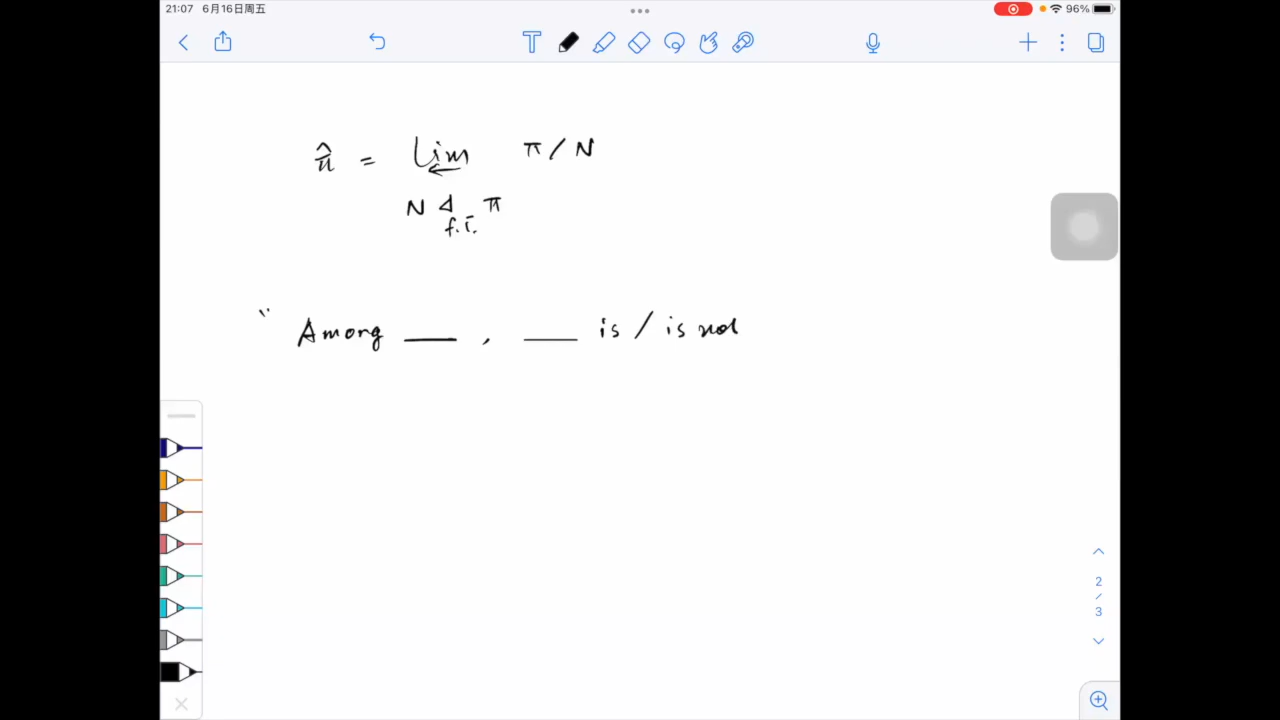 21:07 6月16日周五 96%
π̂ = lim π/N
←
N ◁ π
f.i.
" Among ___ , ___ is / is not
2
/
3